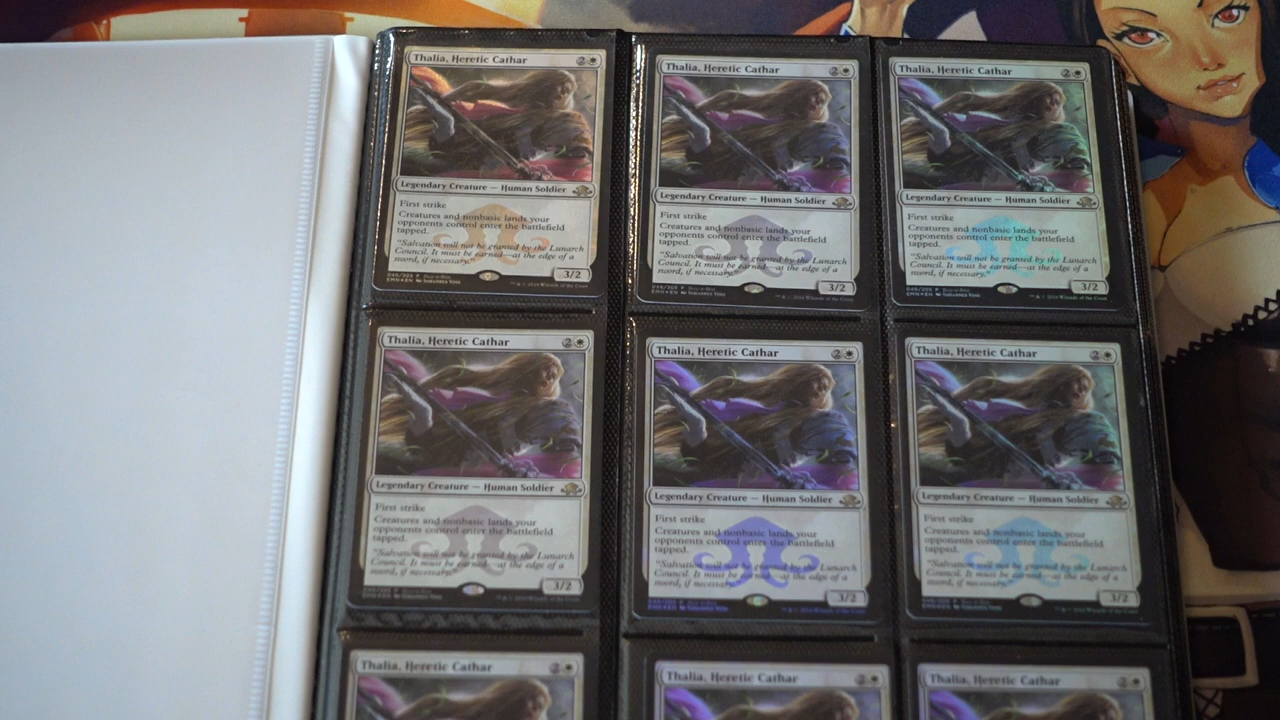 Thalia, Heretic Cathar 2
Legendary Creature — Human Soldier
First strike
Creatures and nonbasic lands your
opponents control enter the battlefield
tapped.
"Salvation will not be granted by the Lunarch
Council. It must be earned—at the edge of a
sword, if necessary."
3/2
Thalia, Heretic Cathar 2
Legendary Creature — Human Soldier
First strike
Creatures and nonbasic lands your
opponents control enter the battlefield
tapped.
"Salvation will not be granted by the Lunarch
Council. It must be earned—at the edge of a
sword, if necessary."
3/2
Thalia, Heretic Cathar 2
Legendary Creature — Human Soldier
First strike
Creatures and nonbasic lands your
opponents control enter the battlefield
tapped.
"Salvation will not be granted by the Lunarch
Council. It must be earned—at the edge of a
sword, if necessary."
3/2
Thalia, Heretic Cathar 2
Legendary Creature — Human Soldier
First strike
Creatures and nonbasic lands your
opponents control enter the battlefield
tapped.
"Salvation will not be granted by the Lunarch
Council. It must be earned—at the edge of a
sword, if necessary."
3/2
Thalia, Heretic Cathar 2
Legendary Creature — Human Soldier
First strike
Creatures and nonbasic lands your
opponents control enter the battlefield
tapped.
"Salvation will not be granted by the Lunarch
Council. It must be earned—at the edge of a
sword, if necessary."
3/2
Thalia, Heretic Cathar 2
Legendary Creature — Human Soldier
First strike
Creatures and nonbasic lands your
opponents control enter the battlefield
tapped.
"Salvation will not be granted by the Lunarch
Council. It must be earned—at the edge of a
sword, if necessary."
3/2
Thalia, Heretic Cathar 2
Thalia, Heretic Cathar 2
Thalia, Heretic Cathar 2